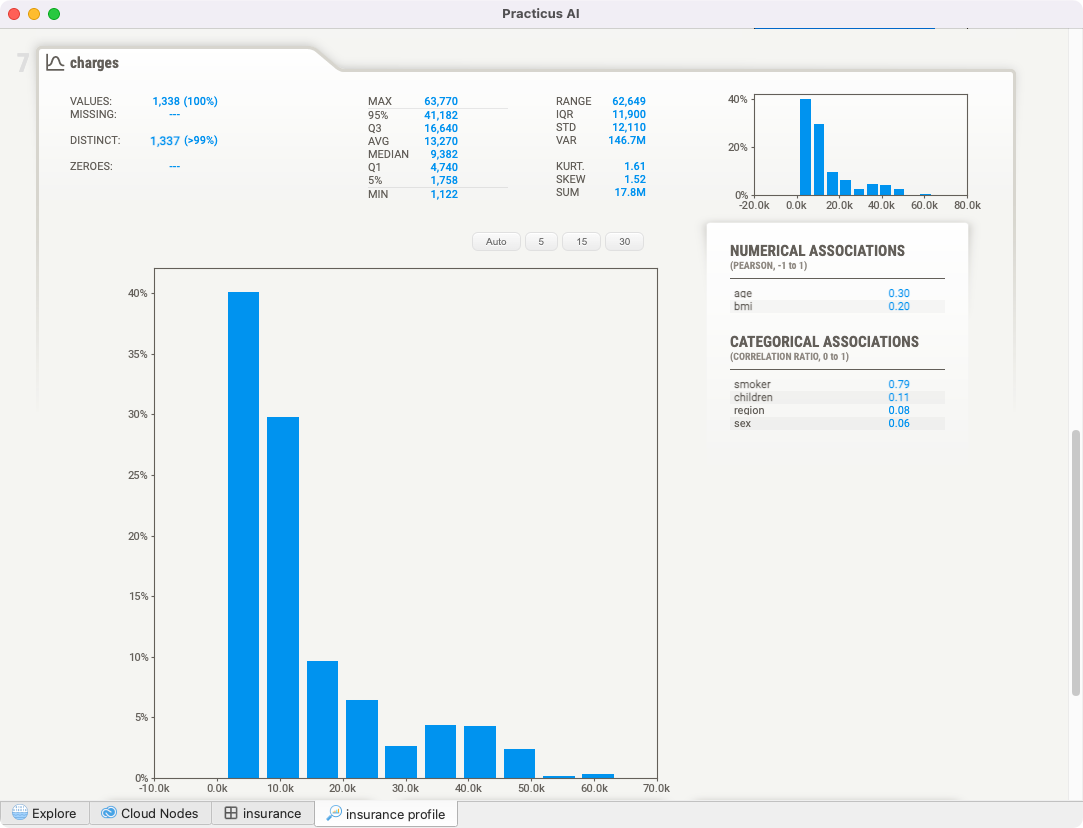 Practicus AI
7
charges
VALUES: 1,338 (100%)
MISSING: ---
DISTINCT: 1,337 (>99%)
ZEROES: ---
MAX 63,770
95% 41,182
Q3 16,640
AVG 13,270
MEDIAN 9,382
Q1 4,740
5% 1,758
MIN 1,122
RANGE 62,649
IQR 11,900
STD 12,110
VAR 146.7M
KURT. 1.61
SKEW 1.52
SUM 17.8M
40%
20%
0%
-20.0k 0.0k 20.0k 40.0k 60.0k 80.0k
Auto 5 15 30
40%
35%
30%
25%
20%
15%
10%
5%
0%
-10.0k 0.0k 10.0k 20.0k 30.0k 40.0k 50.0k 60.0k 70.0k
NUMERICAL ASSOCIATIONS
(PEARSON, -1 to 1)
age 0.30
bmi 0.20
CATEGORICAL ASSOCIATIONS
(CORRELATION RATIO, 0 to 1)
smoker 0.79
children 0.11
region 0.08
sex 0.06
Explore Cloud Nodes insurance insurance profile